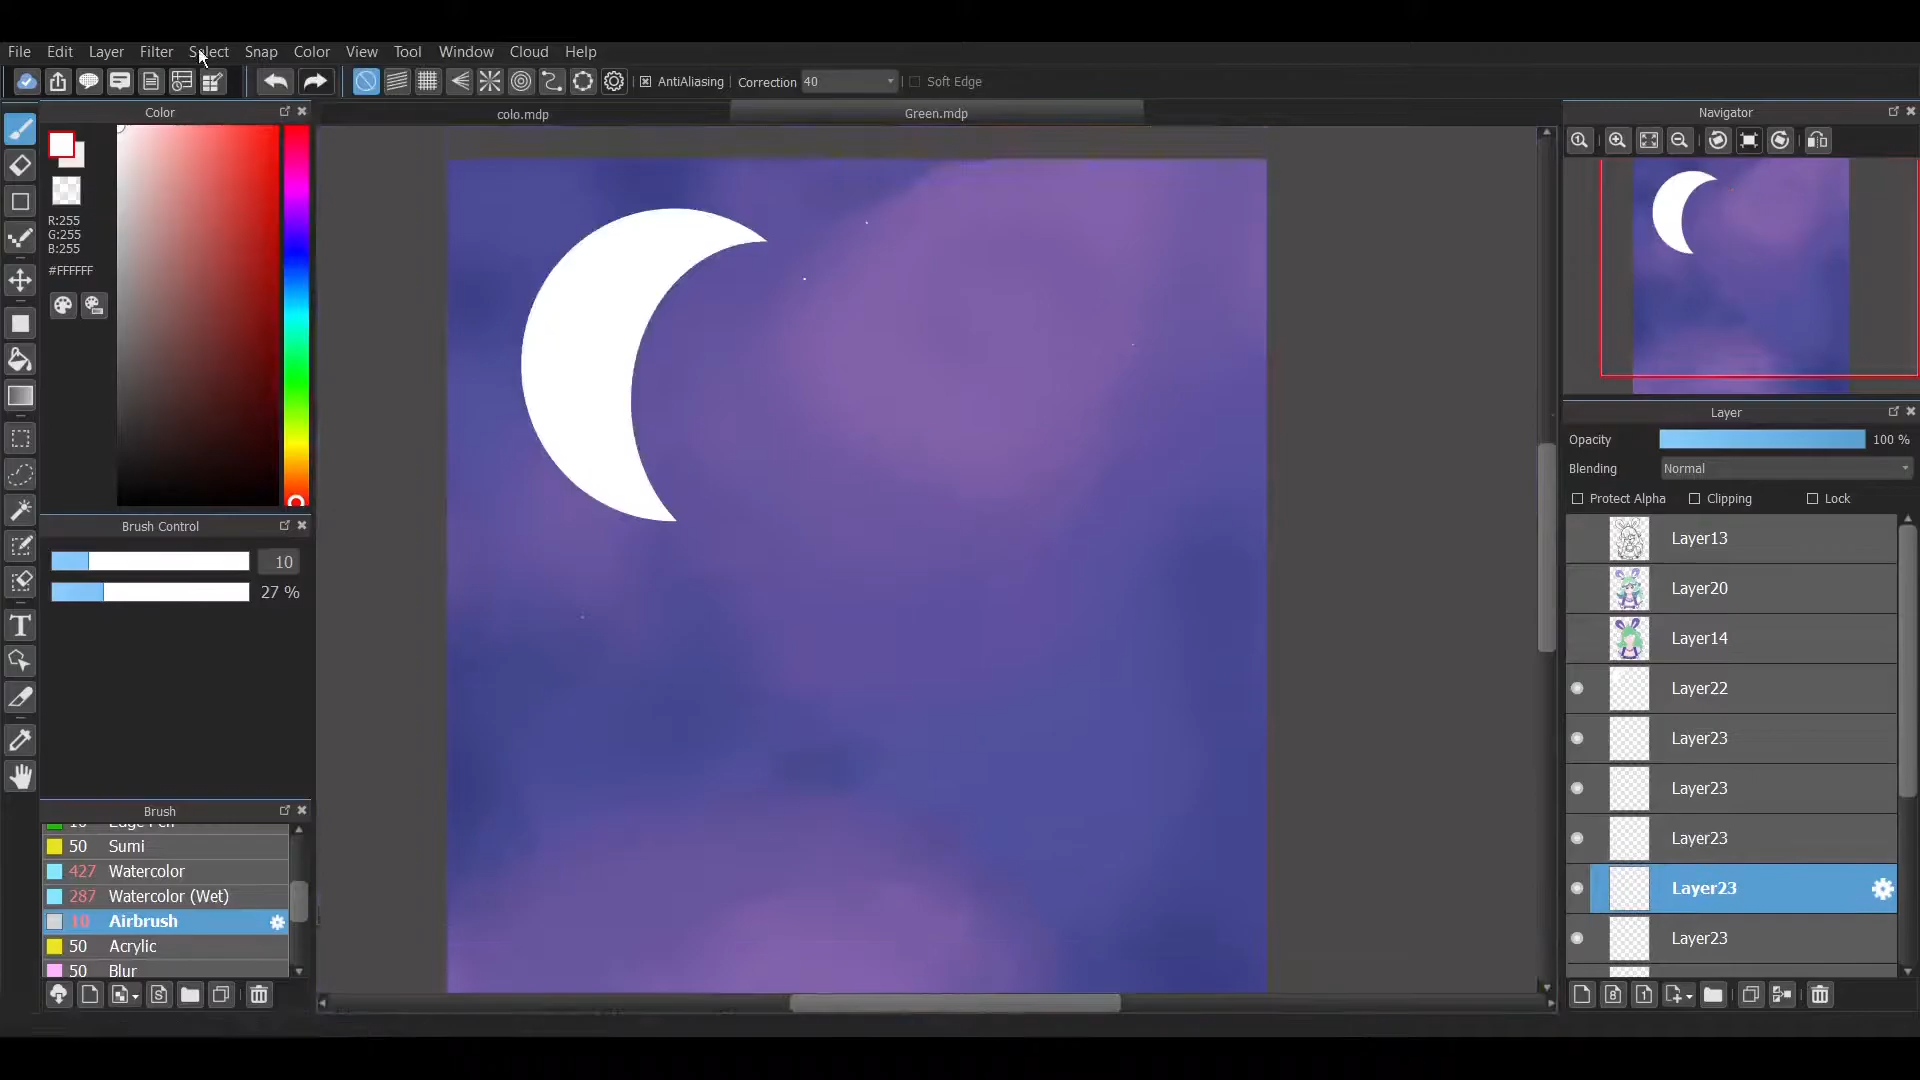 File Edit Layer Filter Select Snap Color View Tool Window Cloud Help
AntiAliasing Correction 40 Soft Edge
Color
colo.mdp
Green.mdp
Navigator
R:255
G:255
B:255
#FFFFFF
Layer
Opacity 100 %
Blending Normal
Protect Alpha Clipping Lock
Brush Control
10
27 %
Layer13
Layer20
Layer14
Layer22
Layer23
Layer23
Layer23
Layer23
Layer23
Brush
10 Edge Pen
50 Sumi
427 Watercolor
287 Watercolor (Wet)
10 Airbrush
50 Acrylic
50 Blur